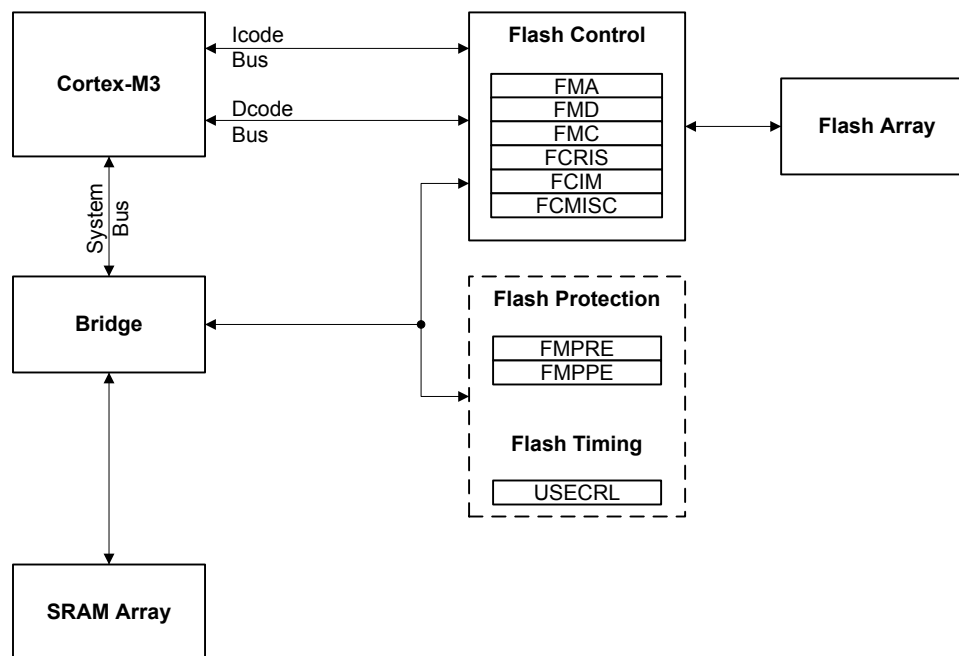 Cortex-M3
Icode
Bus
Dcode
Bus
System
Bus
Bridge
SRAM Array
Flash Control
FMA
FMD
FMC
FCRIS
FCIM
FCMISC
Flash Array
Flash Protection
FMPRE
FMPPE
Flash Timing
USECRL